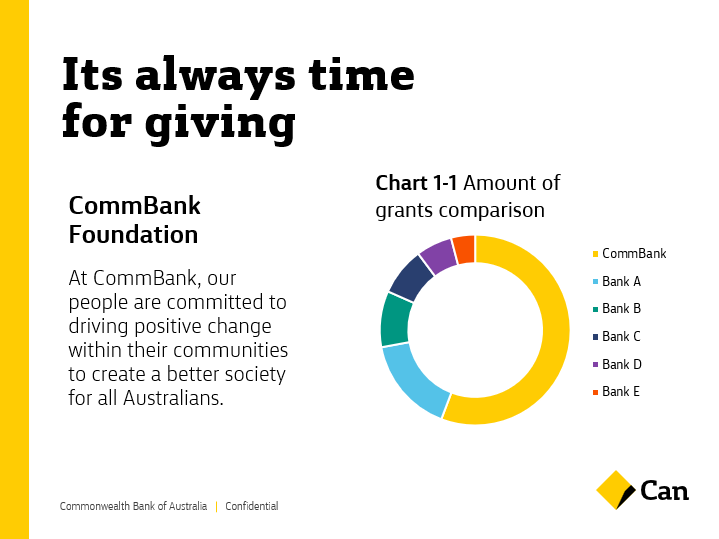 Its always time
for giving
CommBank
Foundation
At CommBank, our
people are committed to
driving positive change
within their communities
to create a better society
for all Australians.
Chart 1-1 Amount of
grants comparison
CommBank
Bank A
Bank B
Bank C
Bank D
Bank E
Commonwealth Bank of Australia | Confidential
Can